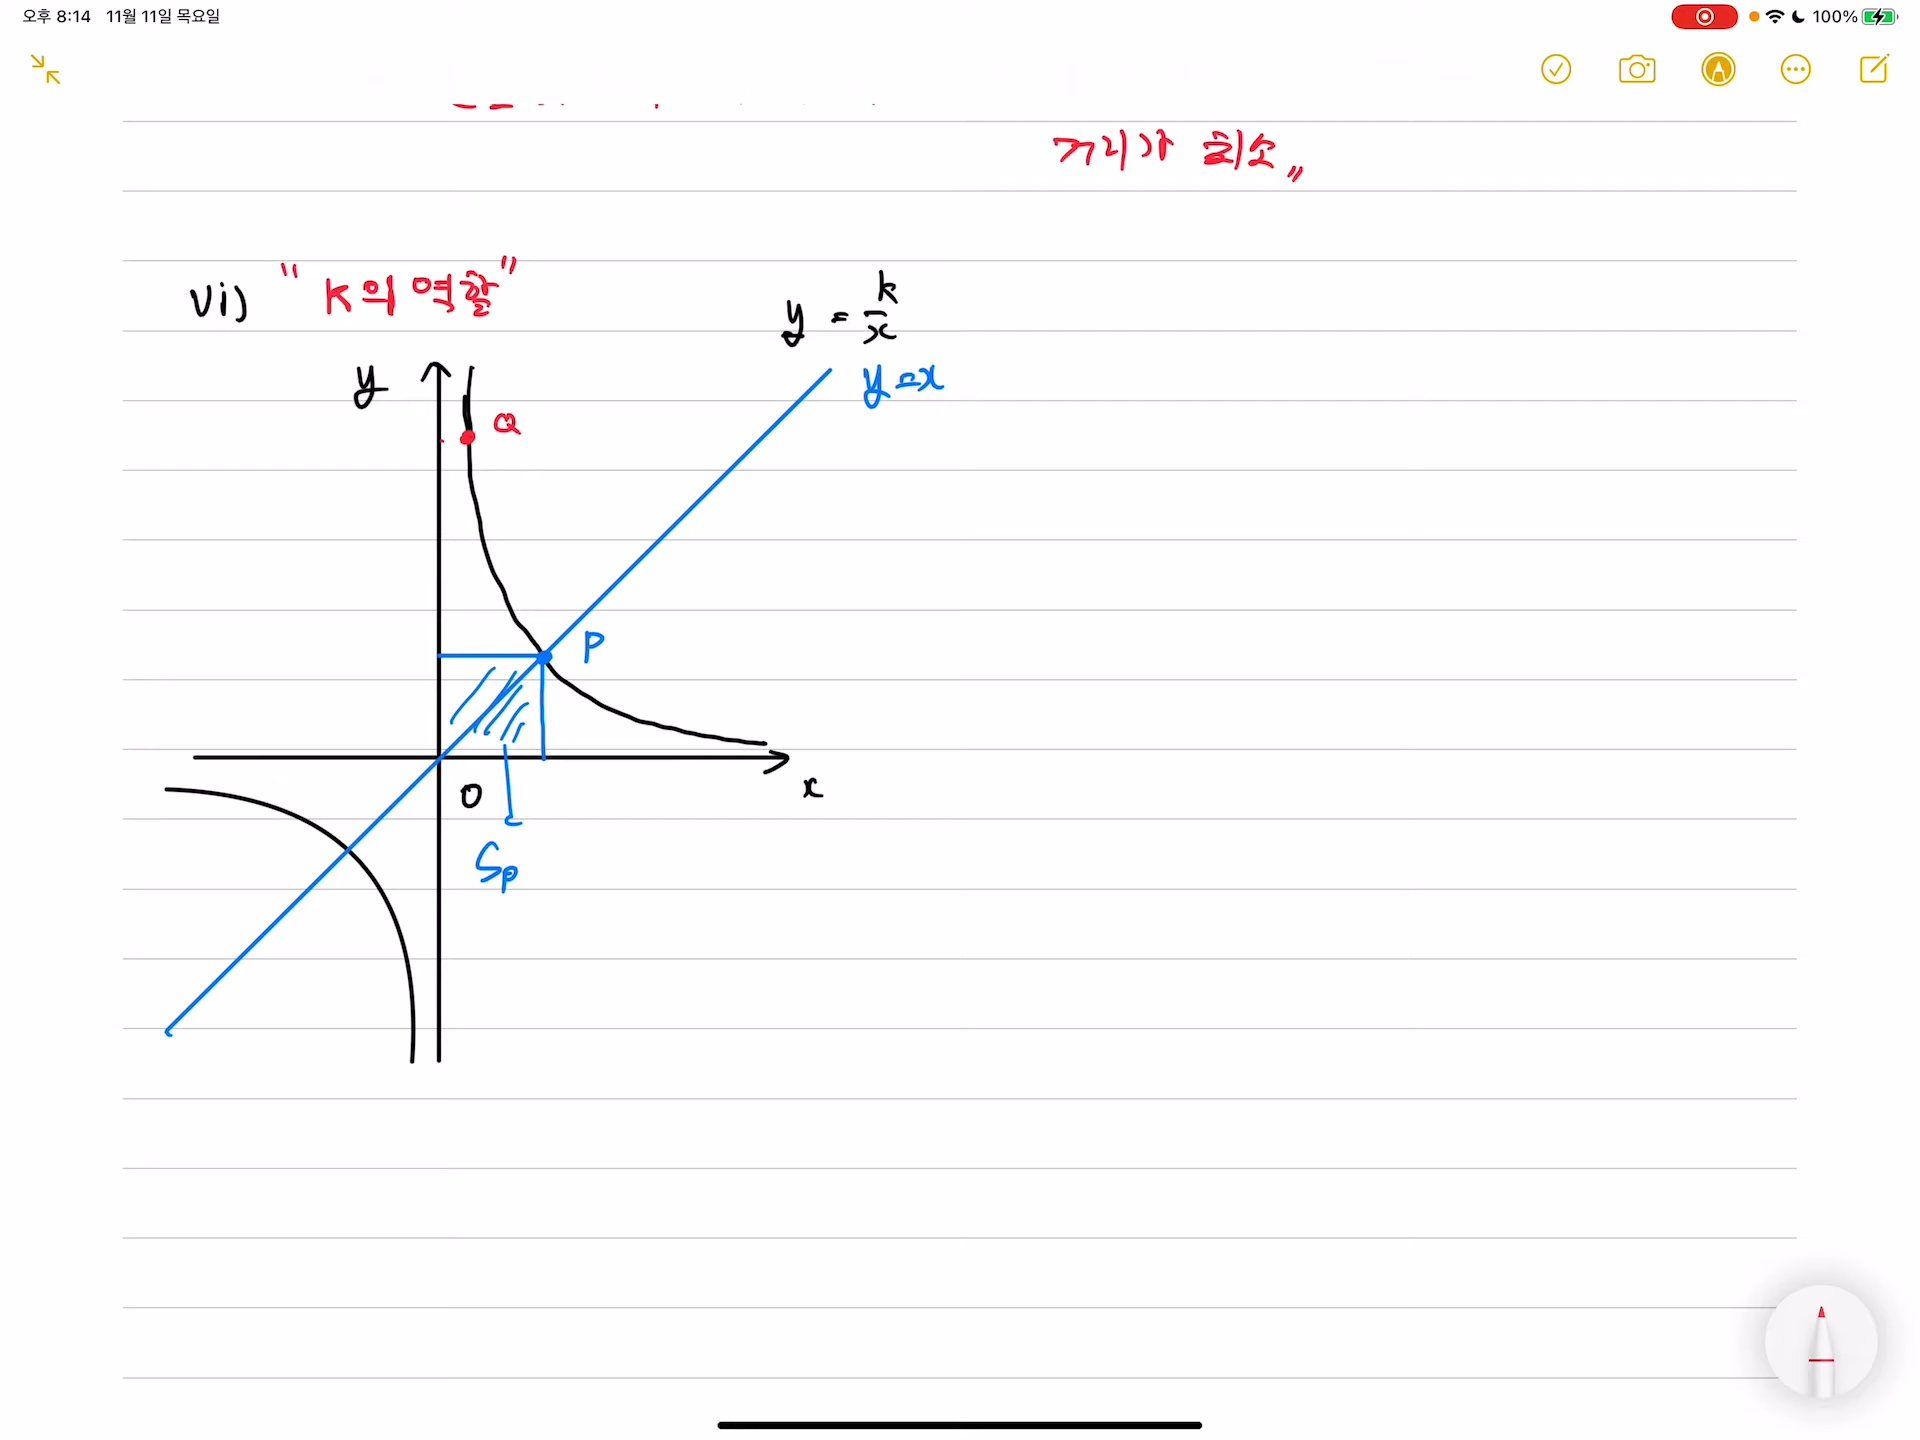 오후 8:14 11월 11일 목요일 100%
거리가 최소"
vi) "K의 역할"
y = k/x
y=x
y
Q
P
x
O
Sp